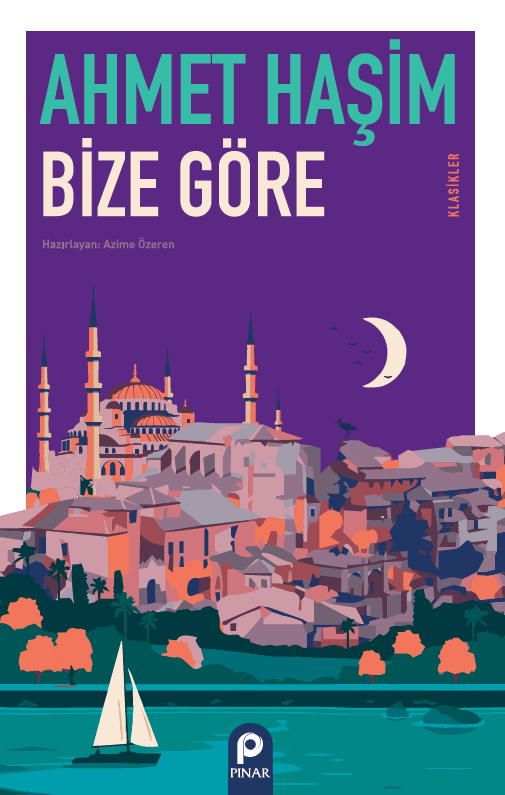 AHMET HAŞİM
BİZE GÖRE
KLASİKLER
Hazırlayan: Azime Özeren
PINAR